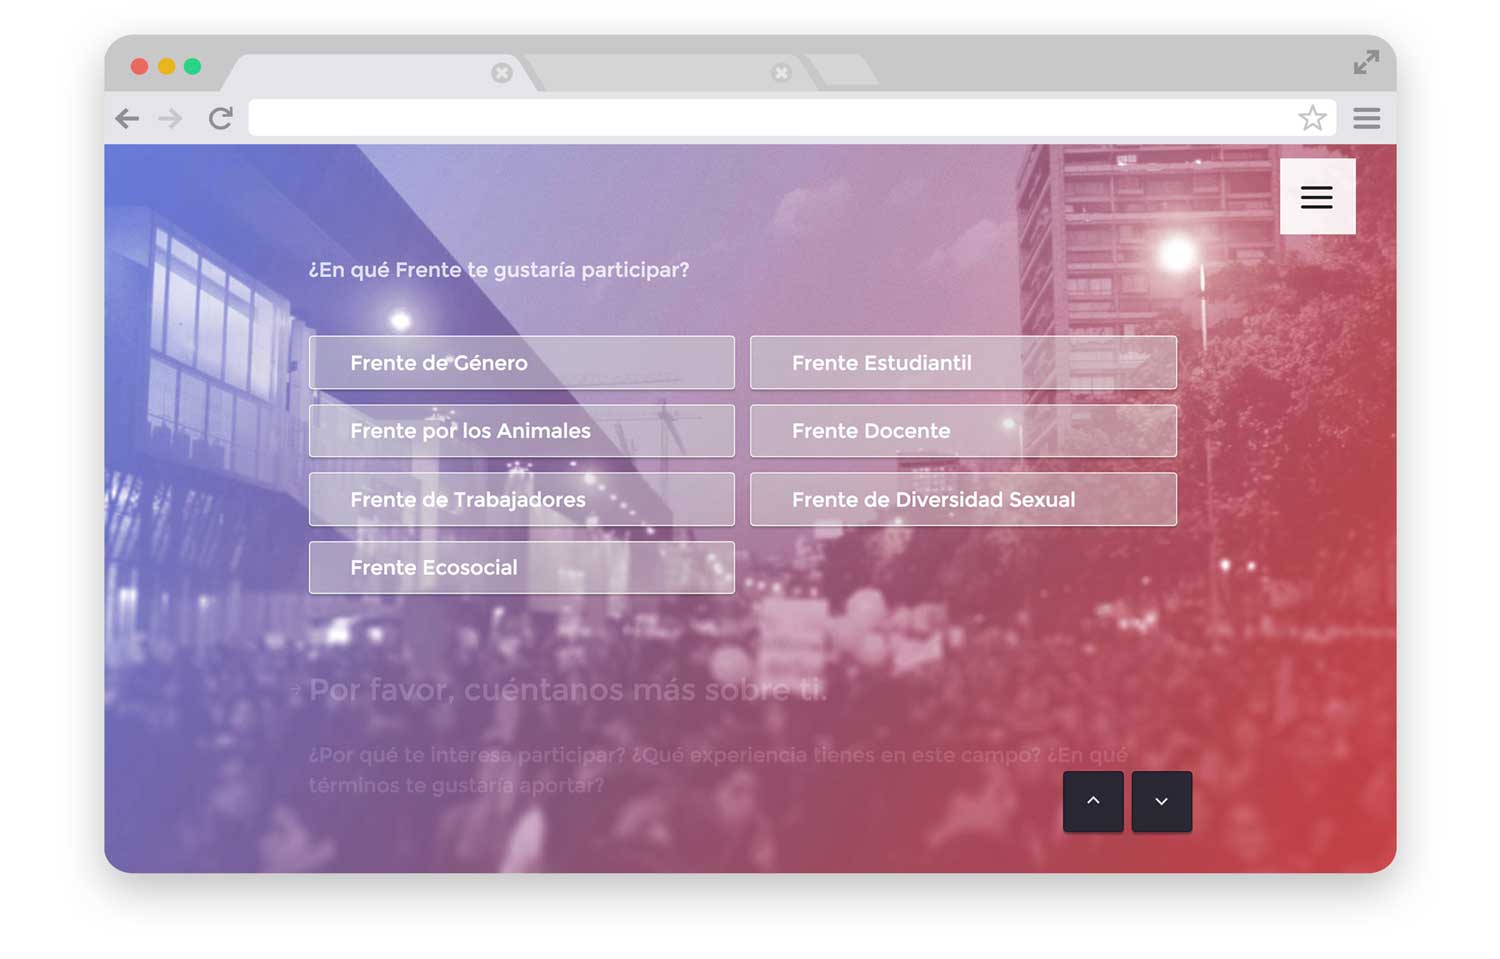 ¿En qué Frente te gustaría participar?
Frente de Género
Frente Estudiantil
Frente por los Animales
Frente Docente
Frente de Trabajadores
Frente de Diversidad Sexual
Frente Ecosocial
Por favor, cuéntanos más sobre ti.
¿Por qué te interesa participar? ¿Qué experiencia tienes en este campo? ¿En qué
términos te gustaría aportar?